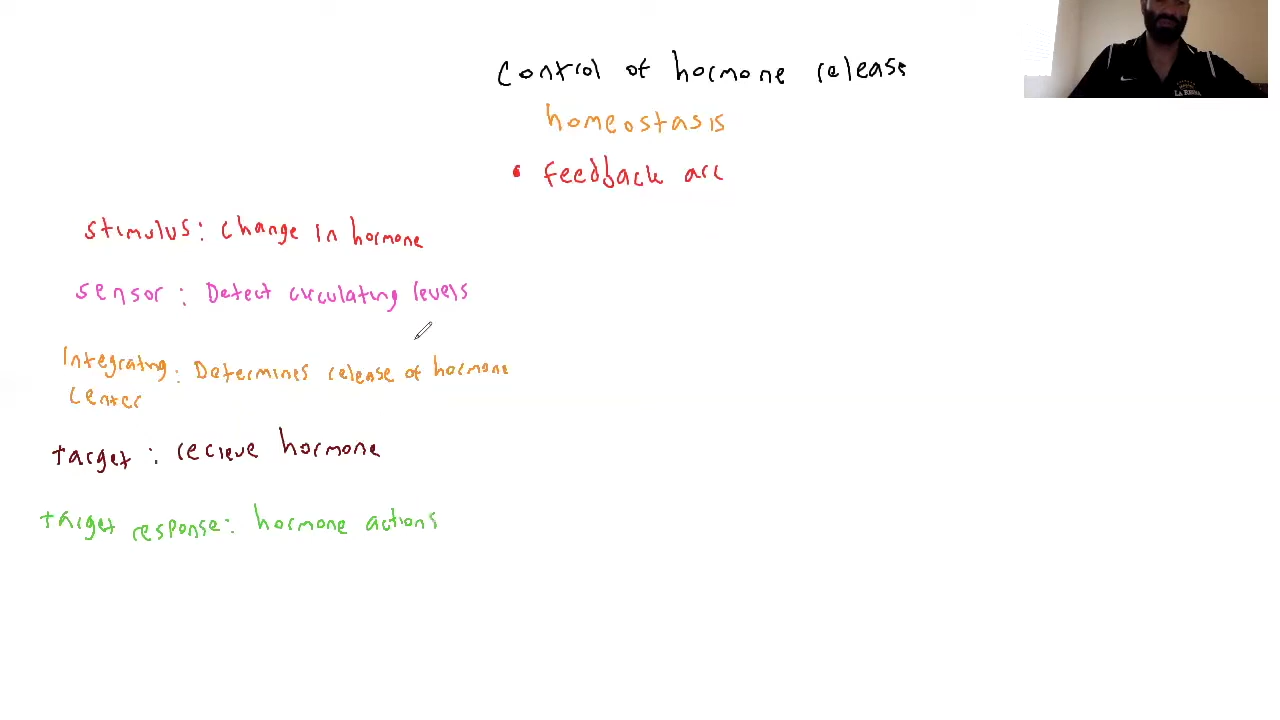 Control of hormone release
homeostasis
• feedback arc
stimulus: change in hormone
sensor: Detect circulating levels
Integrating: Determines release of hormone
center
target: recieve hormone
target response: hormone actions